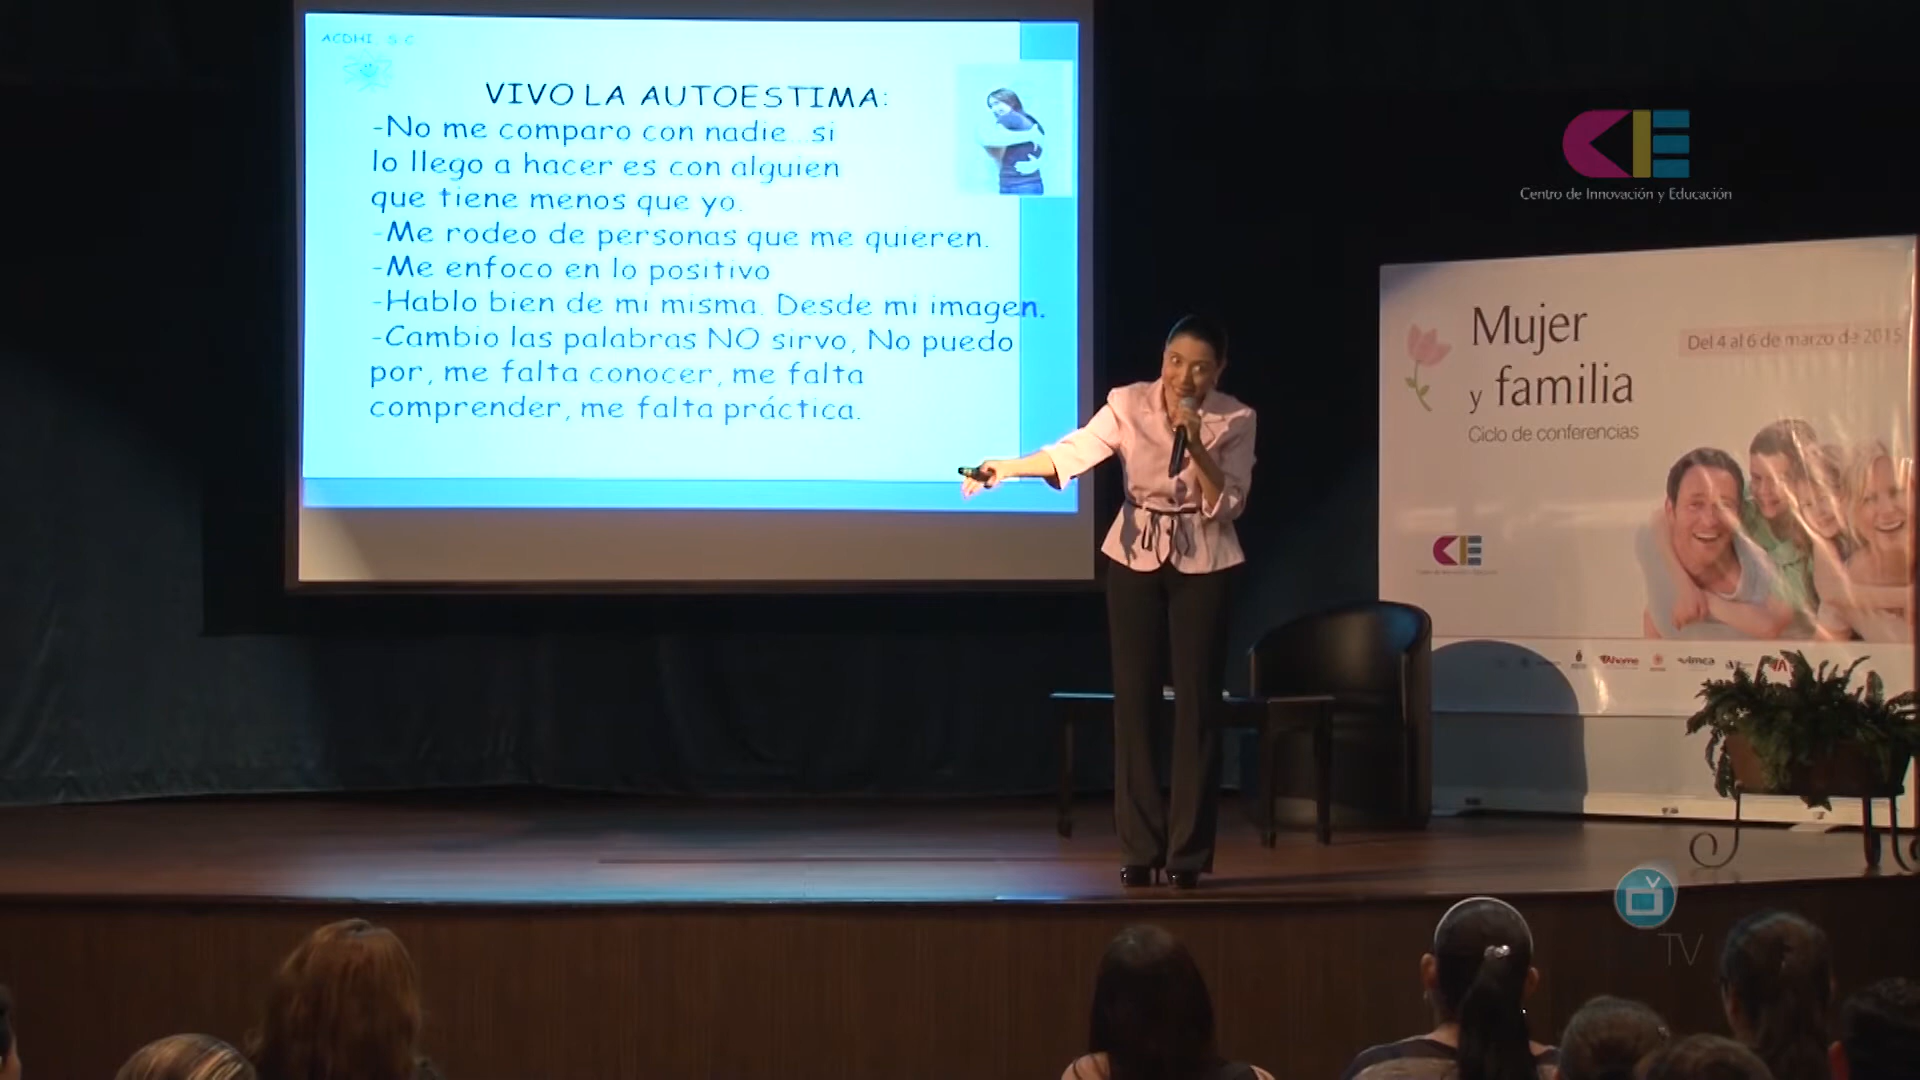 ACDHI, S.C
VIVO LA AUTOESTIMA:
-No me comparo con nadie...si
lo llego a hacer es con alguien
que tiene menos que yo.
-Me rodeo de personas que me quieren.
-Me enfoco en lo positivo
-Hablo bien de mi misma. Desde mi imagen.
-Cambio las palabras NO sirvo, No puedo
por, me falta conocer, me falta
comprender, me falta práctica.
CIE
Centro de Innovación y Educación
Mujer
y familia
Ciclo de conferencias
Del 4 al 6 de marzo de 2015
CIE
Ahome
TV